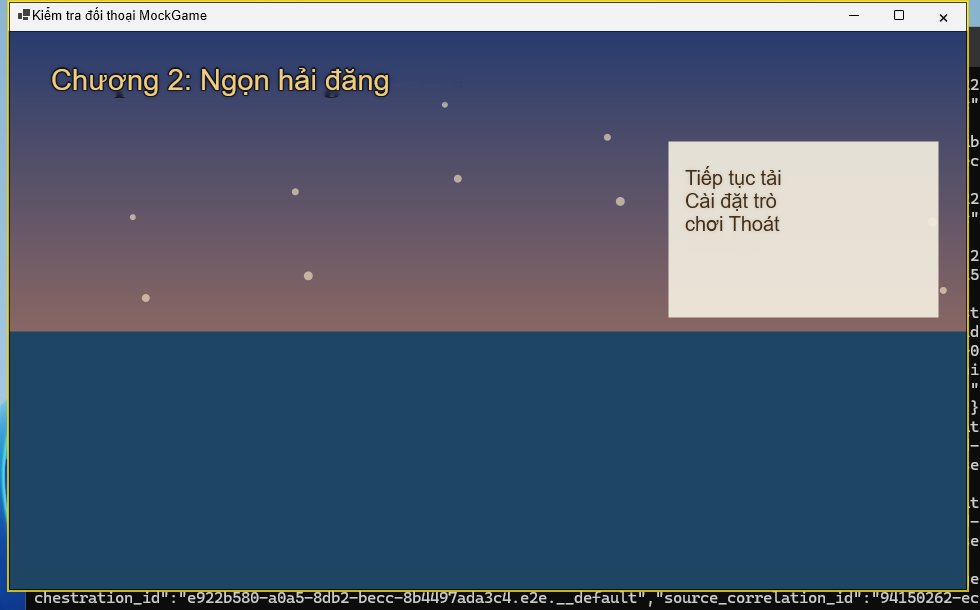 Kiểm tra đối thoại MockGame
Chương 2: Ngọn hải đăng
Tiếp tục tải
Cài đặt trò
chơi Thoát
chestration_id":"e922b580-a0a5-8db2-becc-8b4497ada3c4.e2e.__default","source_correlation_id":"94150262-e